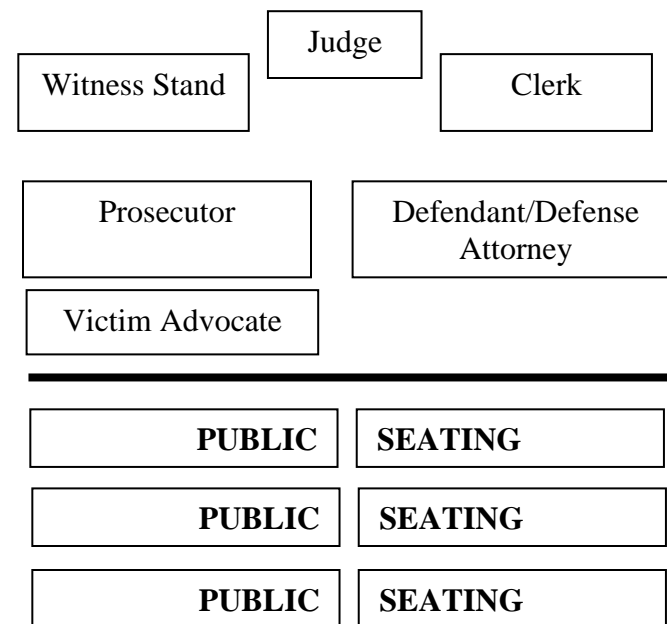 Judge
Witness Stand
Clerk
Prosecutor
Defendant/Defense
Attorney
Victim Advocate
PUBLIC SEATING
PUBLIC SEATING
PUBLIC SEATING